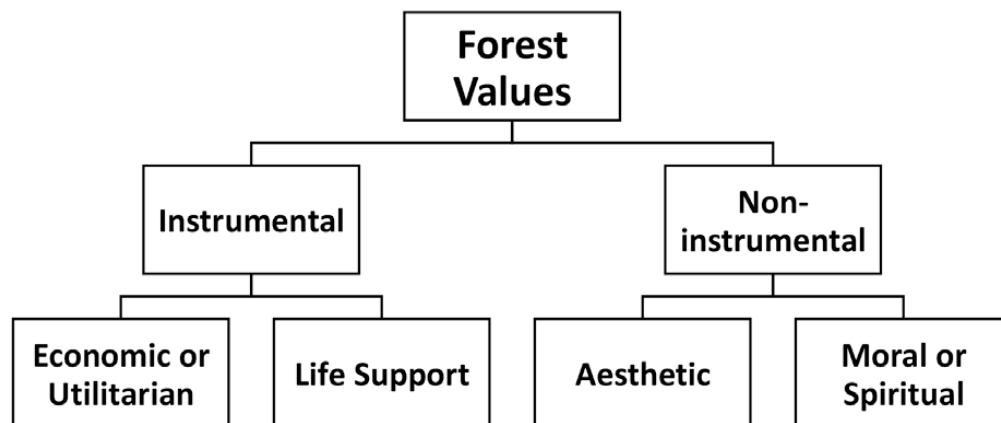 Forest
Values
Instrumental
Non-
instrumental
Economic or
Utilitarian
Life Support
Aesthetic
Moral or
Spiritual